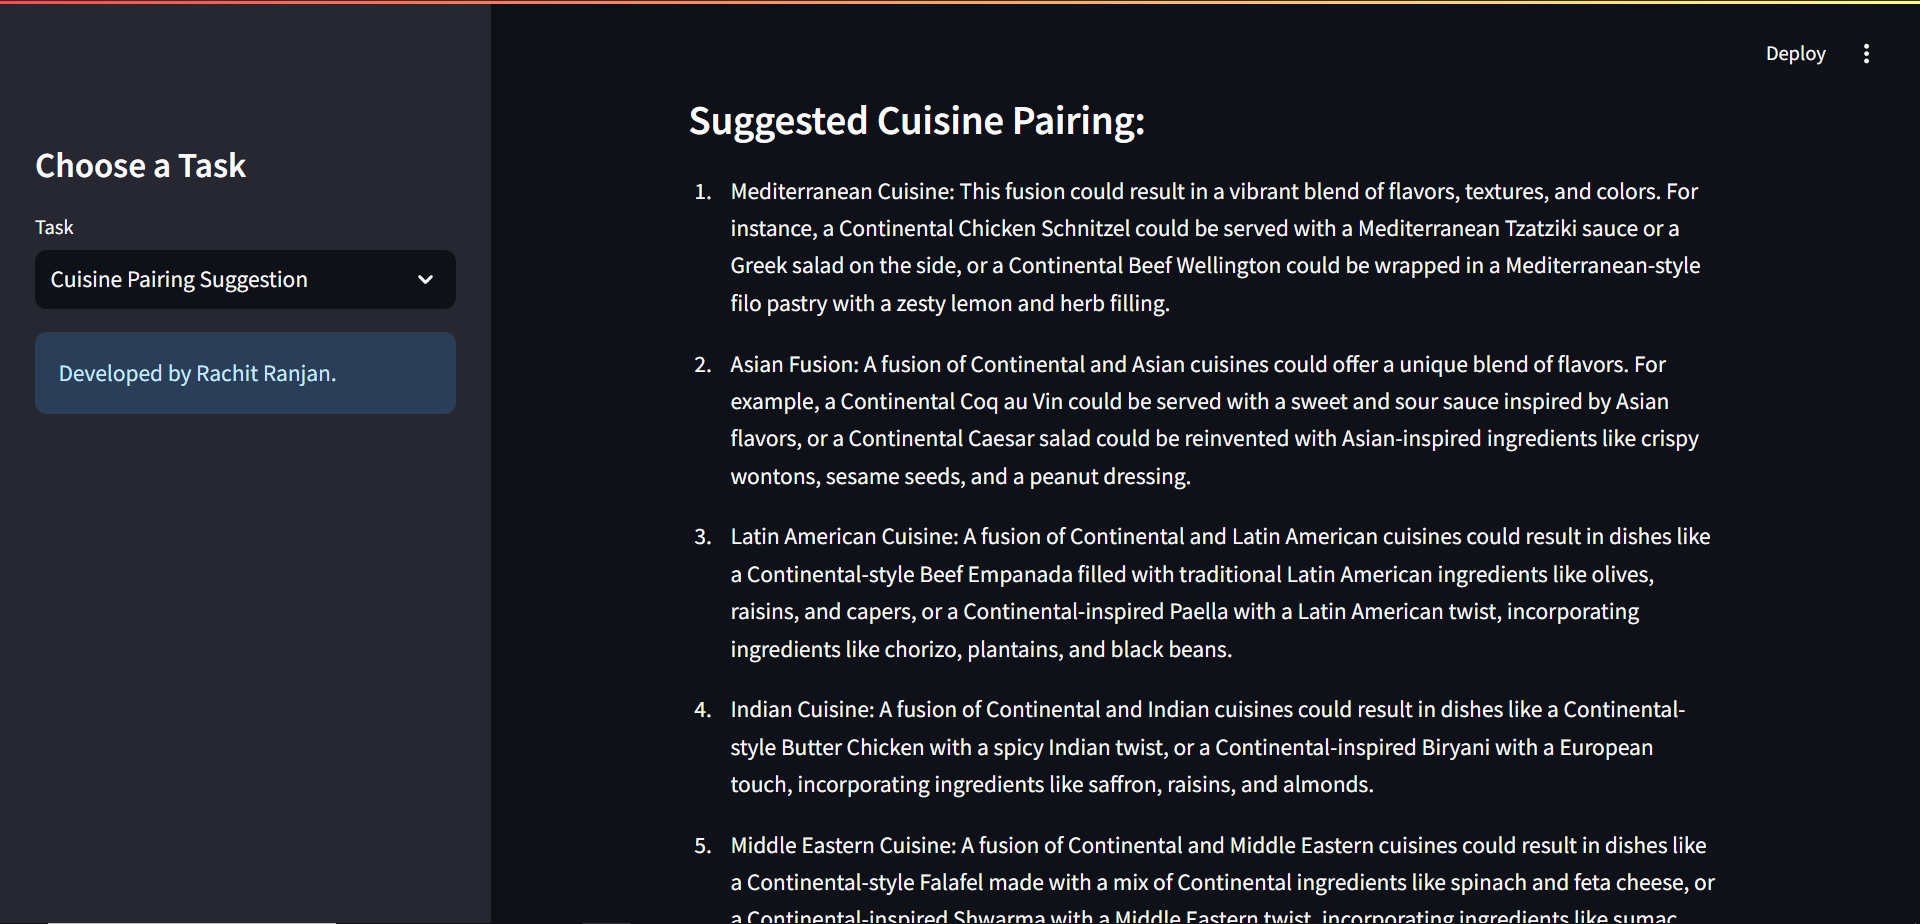 Deploy
Choose a Task
Task
Cuisine Pairing Suggestion
Developed by Rachit Ranjan.
Suggested Cuisine Pairing:
1. Mediterranean Cuisine: This fusion could result in a vibrant blend of flavors, textures, and colors. For
instance, a Continental Chicken Schnitzel could be served with a Mediterranean Tzatziki sauce or a
Greek salad on the side, or a Continental Beef Wellington could be wrapped in a Mediterranean-style
filo pastry with a zesty lemon and herb filling.
2. Asian Fusion: A fusion of Continental and Asian cuisines could offer a unique blend of flavors. For
example, a Continental Coq au Vin could be served with a sweet and sour sauce inspired by Asian
flavors, or a Continental Caesar salad could be reinvented with Asian-inspired ingredients like crispy
wontons, sesame seeds, and a peanut dressing.
3. Latin American Cuisine: A fusion of Continental and Latin American cuisines could result in dishes like
a Continental-style Beef Empanada filled with traditional Latin American ingredients like olives,
raisins, and capers, or a Continental-inspired Paella with a Latin American twist, incorporating
ingredients like chorizo, plantains, and black beans.
4. Indian Cuisine: A fusion of Continental and Indian cuisines could result in dishes like a Continental-
style Butter Chicken with a spicy Indian twist, or a Continental-inspired Biryani with a European
touch, incorporating ingredients like saffron, raisins, and almonds.
5. Middle Eastern Cuisine: A fusion of Continental and Middle Eastern cuisines could result in dishes like
a Continental-style Falafel made with a mix of Continental ingredients like spinach and feta cheese, or
a Continental-inspired Shwarma with a Middle Eastern twist, incorporating ingredients like sumac,